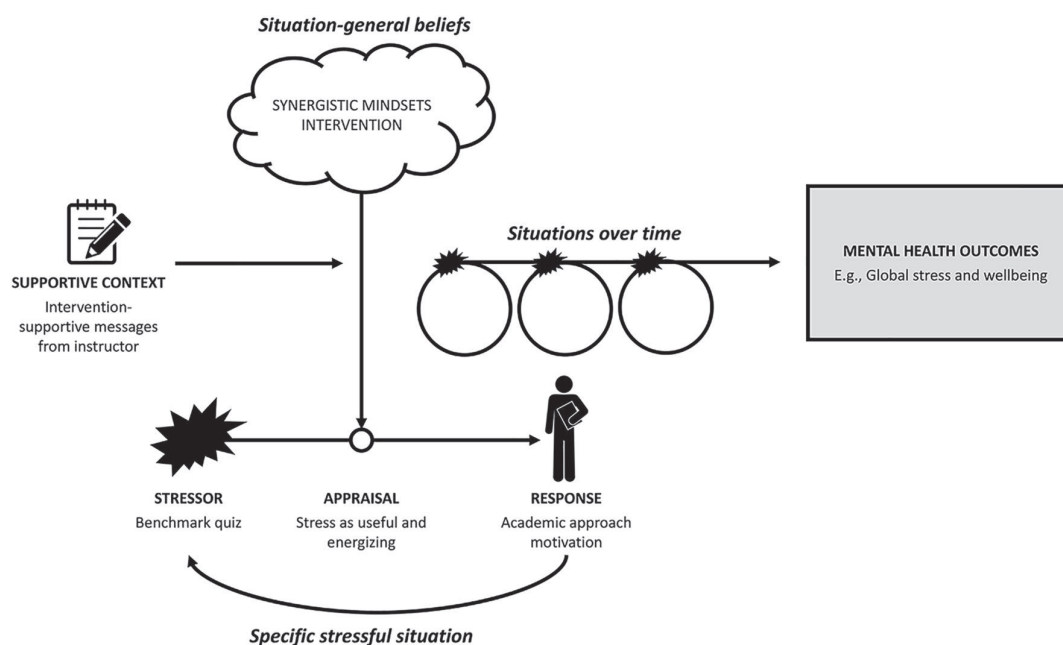 Situation-general beliefs
SYNERGISTIC MINDSETS
INTERVENTION
SUPPORTIVE CONTEXT
Intervention-
supportive messages
from instructor
Situations over time
MENTAL HEALTH OUTCOMES
E.g., Global stress and wellbeing
STRESSOR
Benchmark quiz
APPRAISAL
Stress as useful and
energizing
RESPONSE
Academic approach
motivation
Specific stressful situation